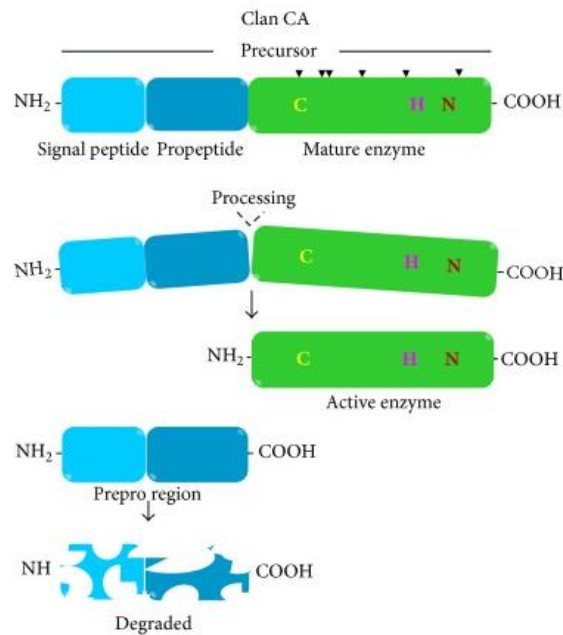 Clan CA
Precursor
NH₂ C H N COOH
Signal peptide Propeptide Mature enzyme
Processing
NH₂ C H N COOH
NH₂ C H N COOH
Active enzyme
NH₂ COOH
Prepro region
NH COOH
Degraded